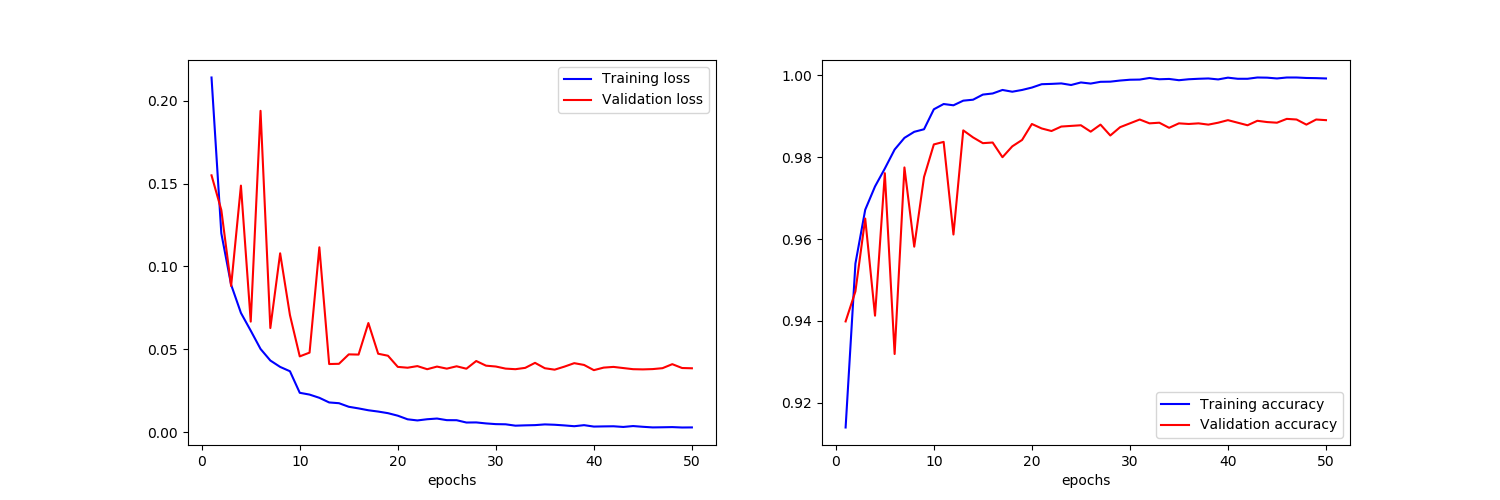 Training loss
Validation loss
0.20
0.15
0.10
0.05
0.00
0 10 20 30 40 50
epochs
1.00
0.98
0.96
0.94
0.92
Training accuracy
Validation accuracy
0 10 20 30 40 50
epochs